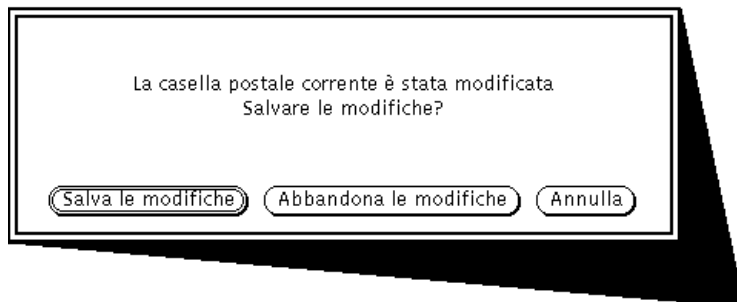 La casella postale corrente è stata modificata
Salvare le modifiche?
Salva le modifiche Abbandona le modifiche Annulla